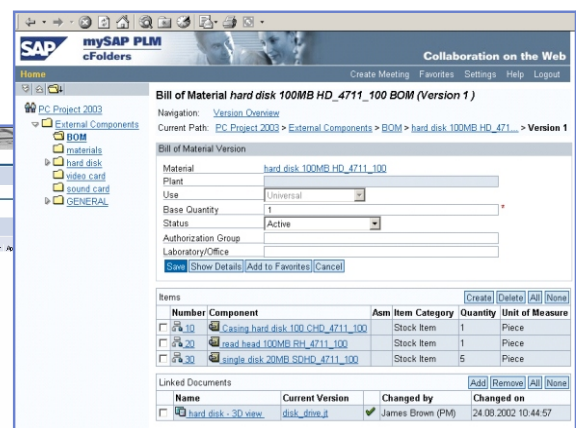 SAP
mySAP PLM
cFolders
Collaboration on the Web
Home
Create Meeting Favorites Settings Help Logout
PC Project 2003
External Components
BOM
materials
hard disk
video card
sound card
GENERAL
Bill of Material hard disk 100MB HD_4711_100 BOM (Version 1 )
Navigation: Version Overview
Current Path: PC Project 2003 > External Components > BOM > hard disk 100MB HD_471... > Version 1
Bill of Material Version
Material hard disk 100MB HD_4711_100
Plant
Use Universal
Base Quantity 1 *
Status Active
Authorization Group
Laboratory/Office
Save Show Details Add to Favorites Cancel
Items Create Delete All None
Number Component Asm Item Category Quantity Unit of Measure
10 Casing hard disk 100 CHD_4711_100 Stock Item 1 Piece
20 read head 100MB RH_4711_100 Stock Item 1 Piece
30 single disk 20MB SDHD_4711_100 Stock Item 5 Piece
Linked Documents Add Remove All None
Name Current Version Changed by Changed on
hard disk - 3D view disk_drive.jt James Brown (PM) 24.08.2002 10:44:57